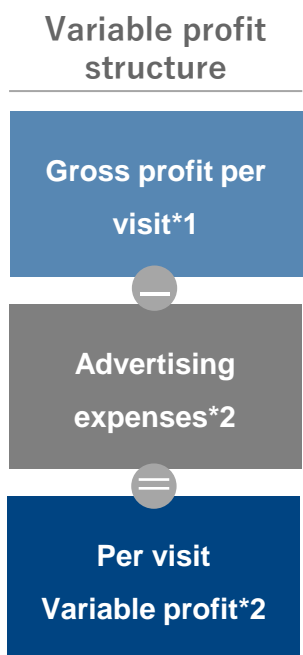 Variable profit
structure
Gross profit per
visit*1
—
Advertising
expenses*2
=
Per visit
Variable profit*2